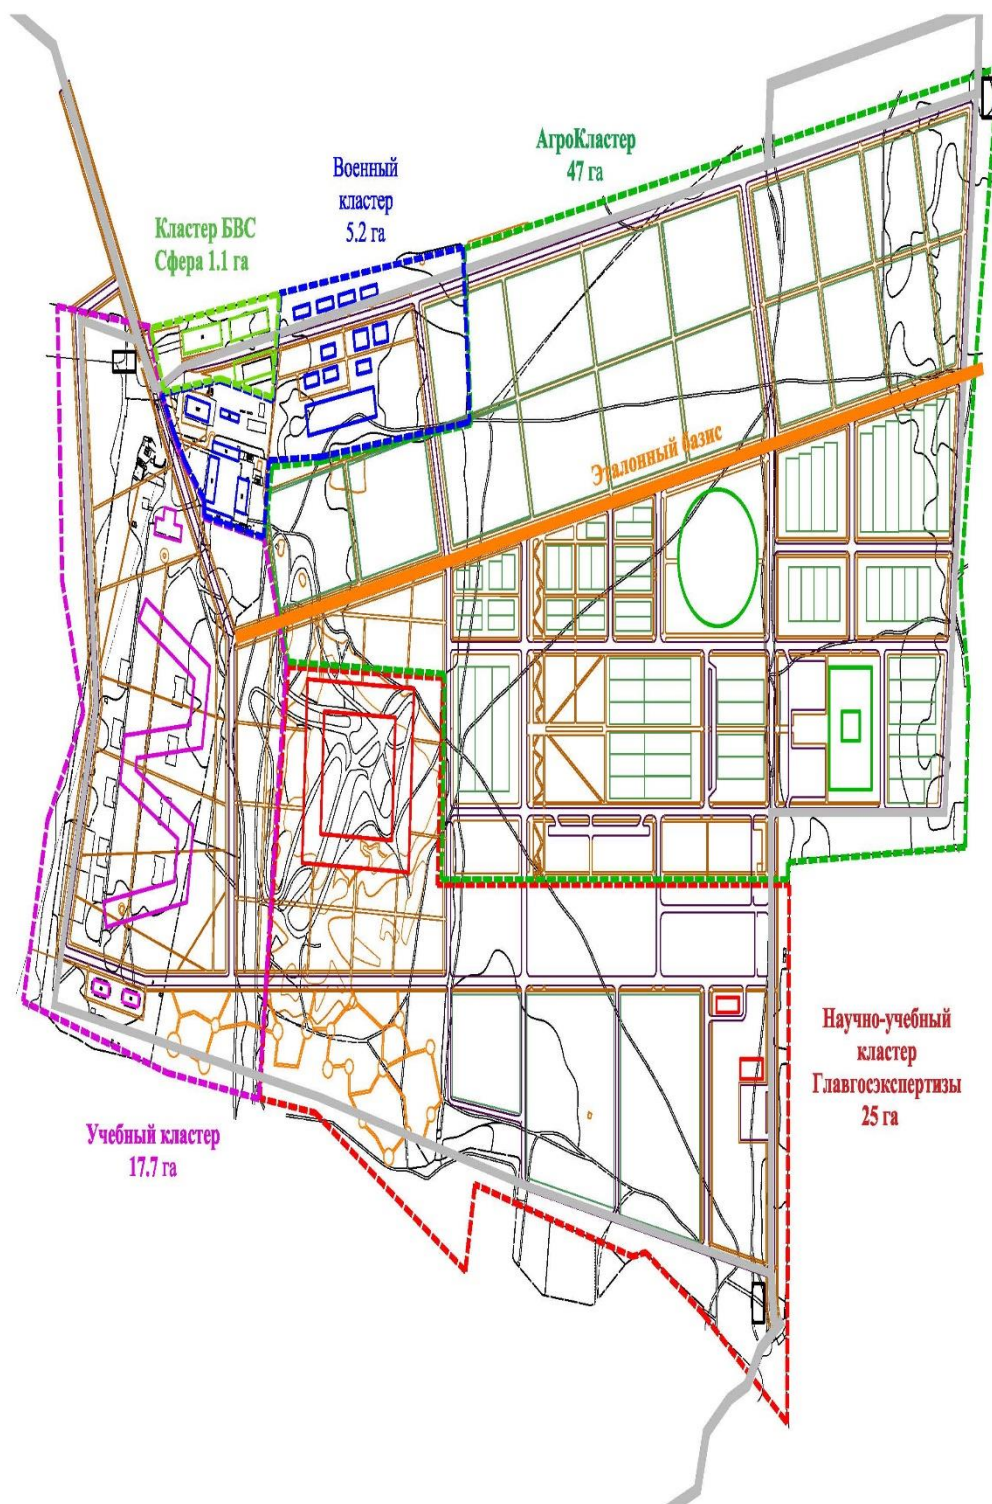 АгроКластер
47 га
Военный
кластер
5.2 га
Кластер БВС
Сфера 1.1 га
Эталонный базис
Научно-учебный
кластер
Главгосэкспертизы
25 га
Учебный кластер
17.7 га